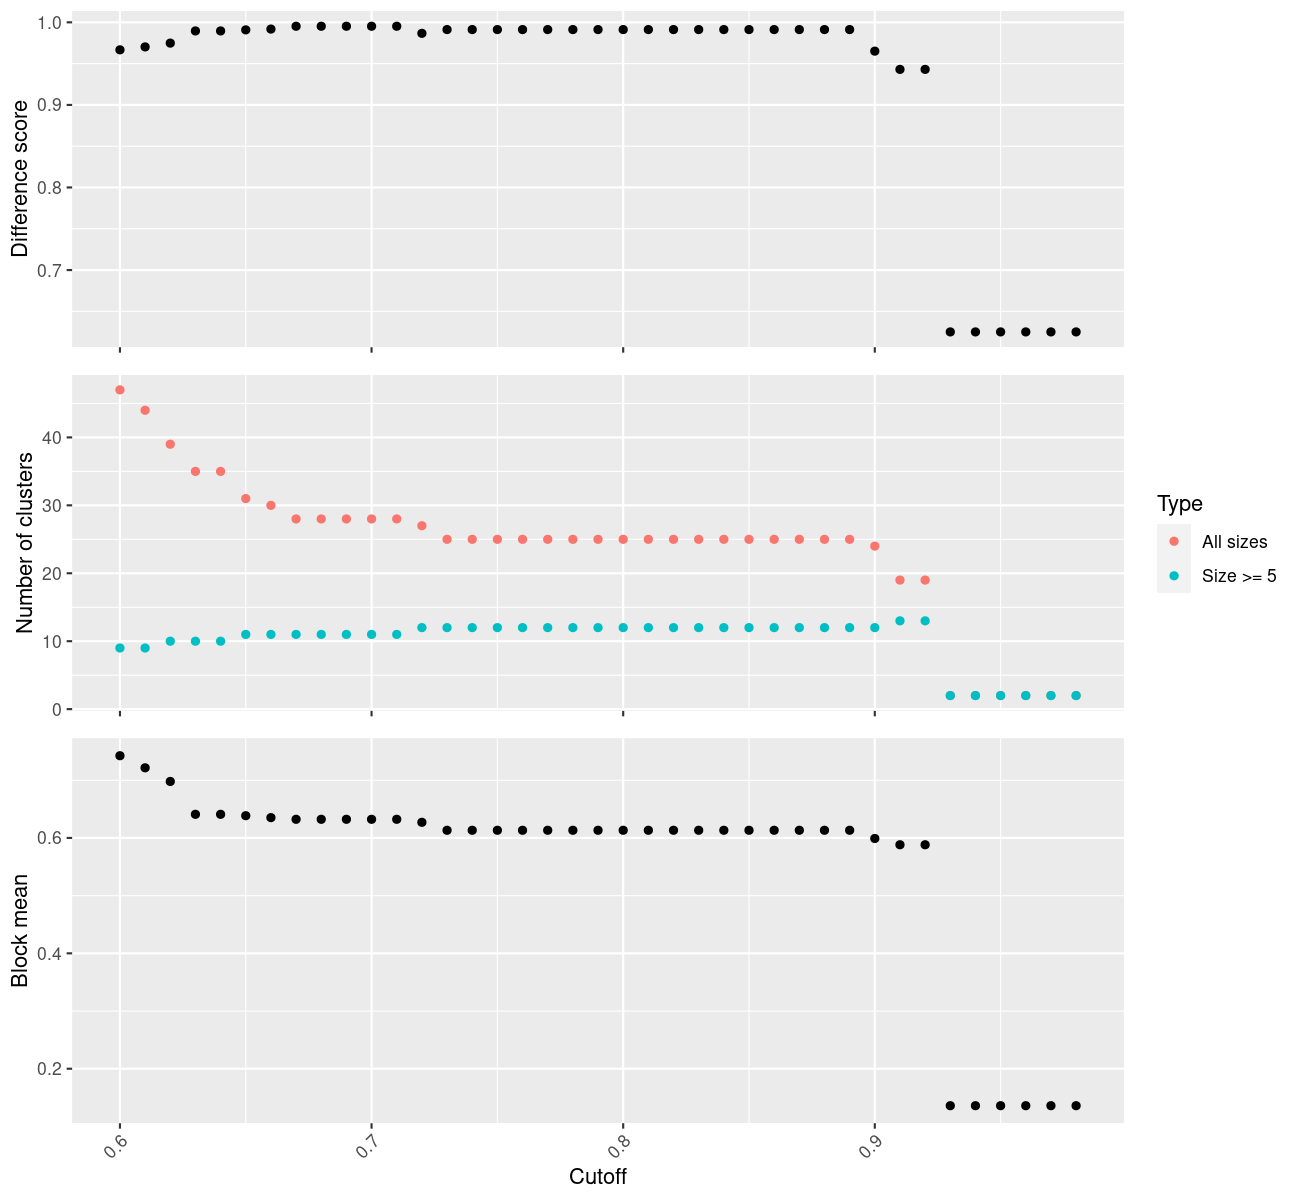 Difference score
1.0
0.9
0.8
0.7
Number of clusters
40
30
20
10
0
Type
All sizes
Size >= 5
Block mean
0.6
0.4
0.2
0.6
0.7
0.8
0.9
Cutoff